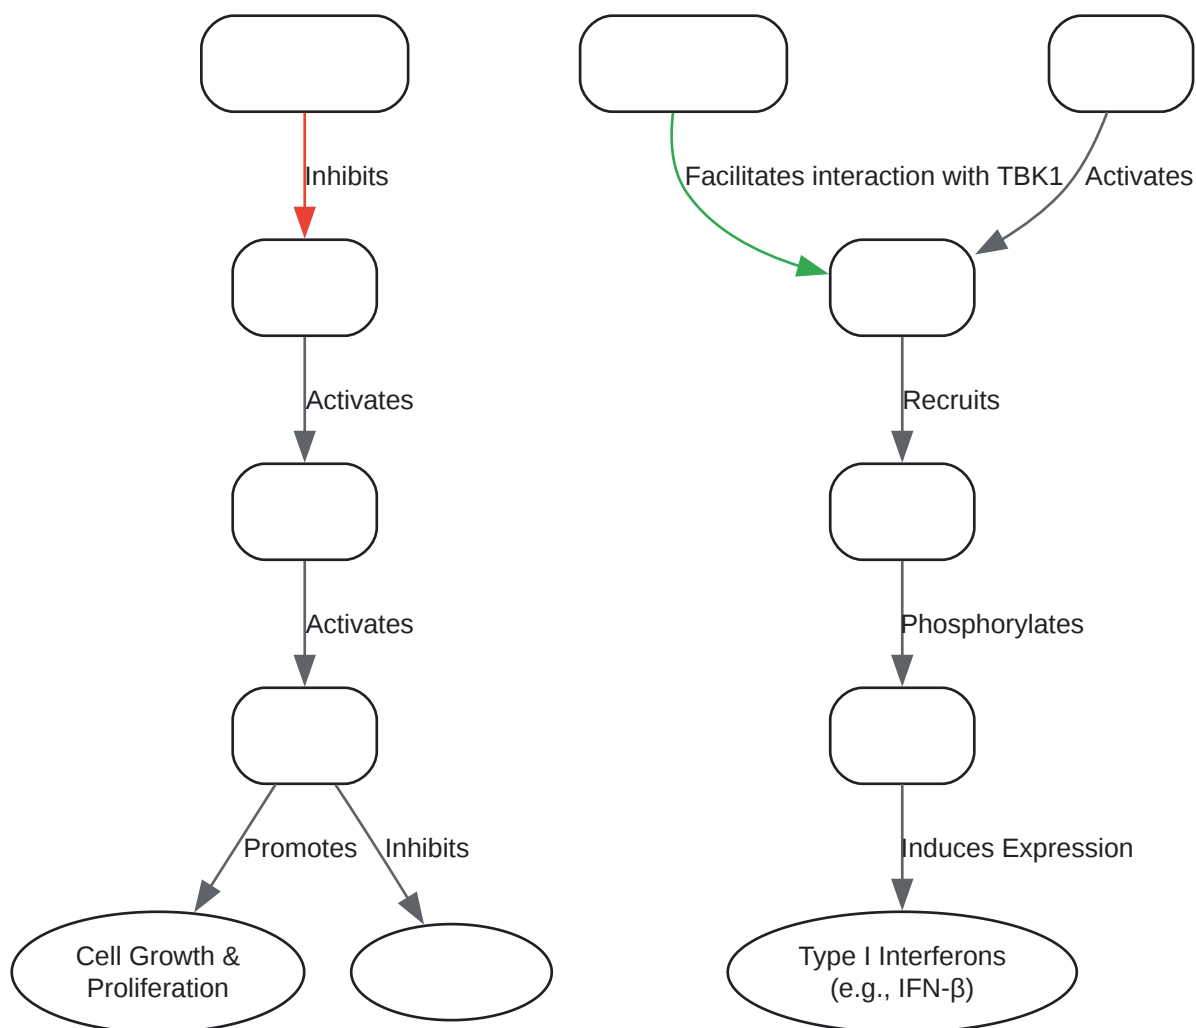 Inhibits
Facilitates interaction with TBK1
Activates
Activates
Recruits
Activates
Phosphorylates
Promotes
Inhibits
Induces Expression
Cell Growth &
Proliferation
Type I Interferons
(e.g., IFN-β)